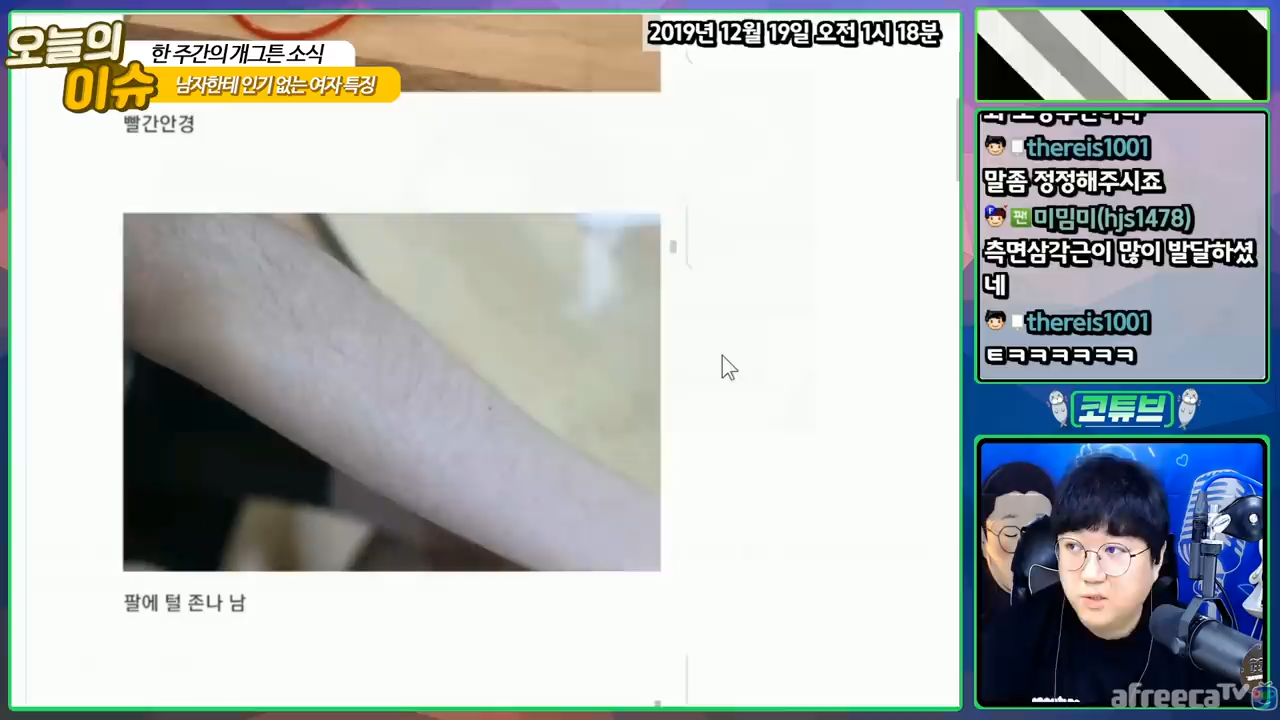 오늘의
이슈
한 주간의 개그튼 소식
남자한테 인기 없는 여자 특징
2019년 12월 19일 오전 1시 18분
빨간안경
팔에 털 존나 남
thereis1001
말좀 정정해주시죠
F 팬 미밈미(hjs1478)
측면삼각근이 많이 발달하셨
네
thereis1001
ㅌㅋㅋㅋㅋㅋㅋ
코튜브
afreecaTV